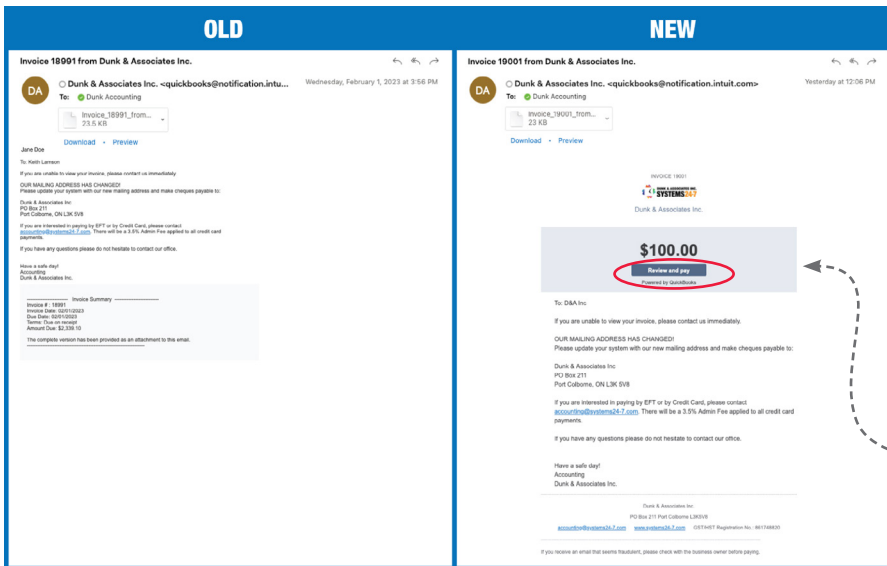 OLD
Invoice 18991 from Dunk & Associates Inc.
DA
Dunk & Associates Inc. <quickbooks@notification.intu...
Wednesday, February 1, 2023 at 3:56 PM
To: Dunk Accounting
Invoice_18991_from...
23.5 KB
Download • Preview
Jane Doe
To: Keith Lamson
If you are unable to view your invoice, please contact us immediately.
OUR MAILING ADDRESS HAS CHANGED!
Please update your system with our new mailing address and make cheques payable to:
Dunk & Associates Inc
PO Box 211
Port Colborne, ON L3K 5V8
If you are interested in paying by EFT or by Credit Card, please contact
accounting@systems24-7.com. There will be a 3.5% Admin Fee applied to all credit card
payments.
If you have any questions please do not hesitate to contact our office.
Have a safe day!
Accounting
Dunk & Associates Inc.
Invoice Summary
Invoice # : 18991
Invoice Date: 02/01/2023
Due Date: 02/01/2023
Terms: Due on receipt
Amount Due: $2,339.10
The complete version has been provided as an attachment to this email.
NEW
Invoice 19001 from Dunk & Associates Inc.
DA
Dunk & Associates Inc. <quickbooks@notification.intuit.com>
Yesterday at 12:06 PM
To: Dunk Accounting
Invoice_19001_from...
23 KB
Download • Preview
INVOICE 19001
DUNK & ASSOCIATES INC.
SYSTEMS24-7
Dunk & Associates Inc.
$100.00
Review and pay
Powered by QuickBooks
To: D&A Inc
If you are unable to view your invoice, please contact us immediately.
OUR MAILING ADDRESS HAS CHANGED!
Please update your system with our new mailing address and make cheques payable to:
Dunk & Associates Inc
PO Box 211
Port Colborne, ON L3K 5V8
If you are interested in paying by EFT or by Credit Card, please contact
accounting@systems24-7.com. There will be a 3.5% Admin Fee applied to all credit card
payments.
If you have any questions please do not hesitate to contact our office.
Have a safe day!
Accounting
Dunk & Associates Inc.
Dunk & Associates Inc.
PO Box 211 Port Colborne L3K5V8
accounting@systems24-7.com www.systems24-7.com GST/HST Registration No.: 861749820
If you receive an email that seems fraudulent, please check with the business owner before paying.